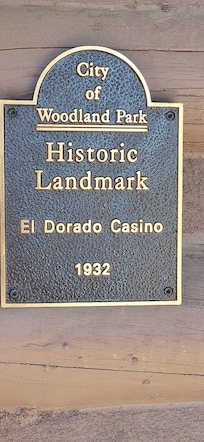 City
of
Woodland Park
Historic
Landmark
El Dorado Casino
1932